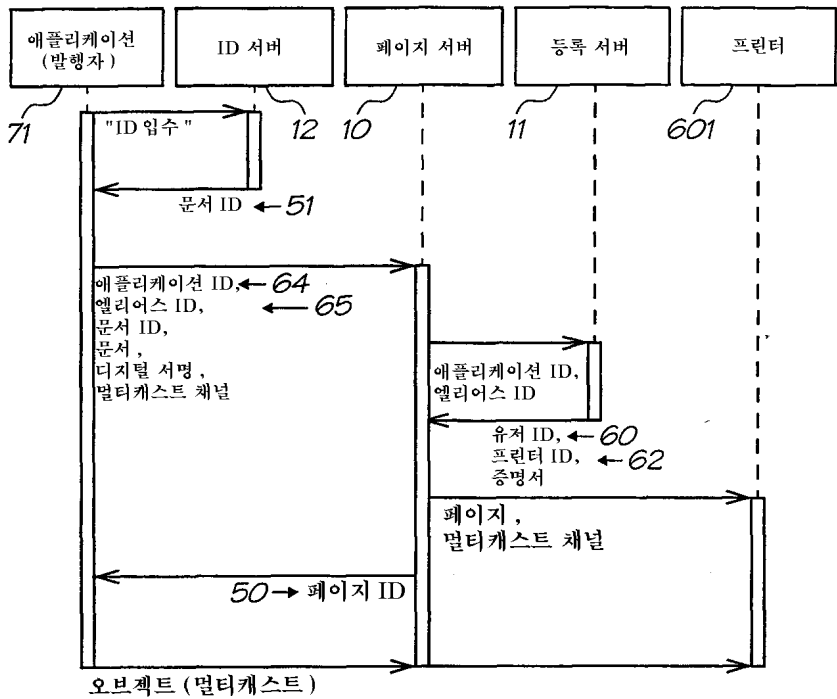 애플리케이션
(발행자)
ID 서버
페이지 서버
등록 서버
프린터
71
12
10
11
601
"ID 입수"
문서 ID
51
애플리케이션 ID,
64
엘리어스 ID,
65
문서 ID,
문서,
디지털 서명,
멀티캐스트 채널
애플리케이션 ID,
엘리어스 ID
유저 ID,
60
프린터 ID,
62
증명서
페이지,
멀티캐스트 채널
50
페이지 ID
오브젝트 (멀티캐스트)